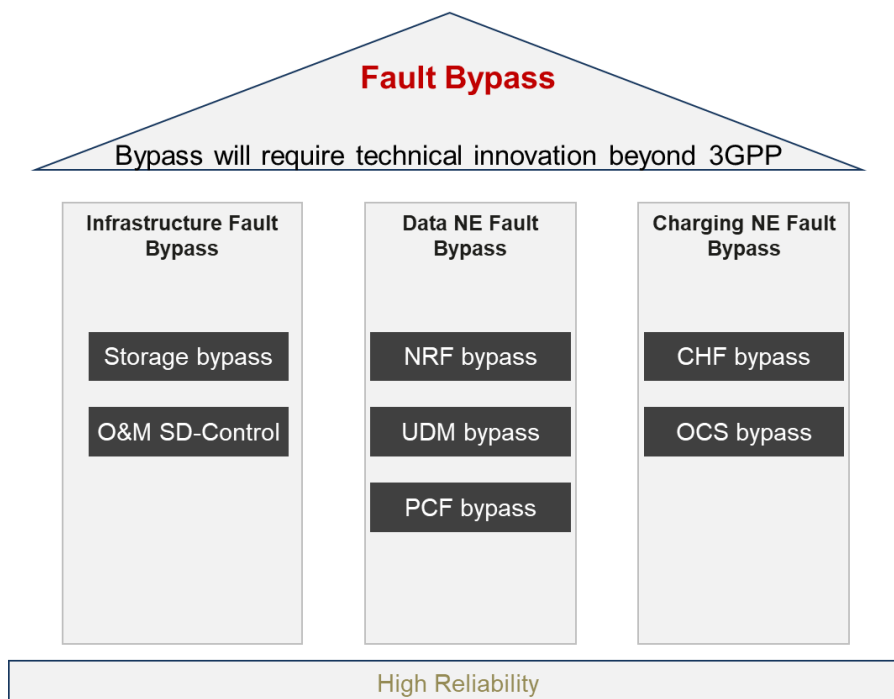 Fault Bypass
Bypass will require technical innovation beyond 3GPP
Infrastructure Fault
Bypass
Storage bypass
O&M SD-Control
Data NE Fault
Bypass
NRF bypass
UDM bypass
PCF bypass
Charging NE Fault
Bypass
CHF bypass
OCS bypass
High Reliability